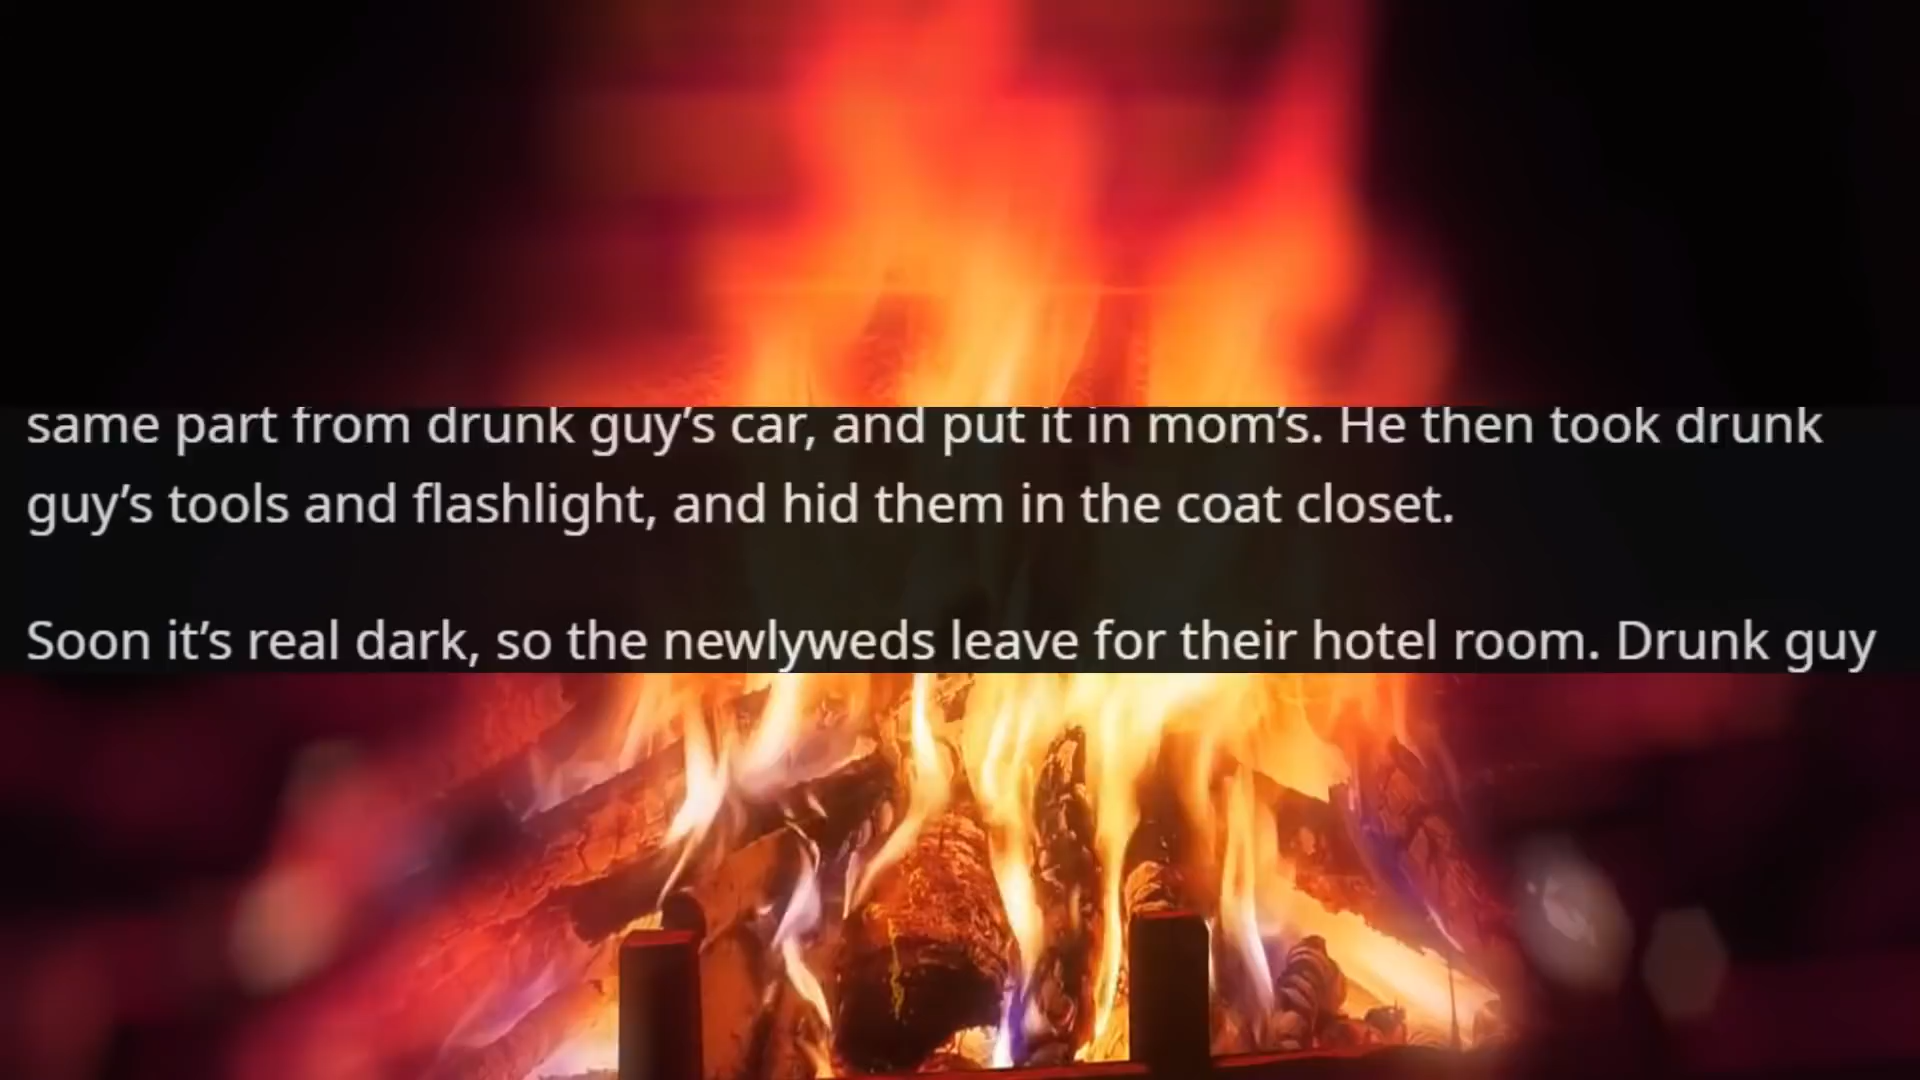 same part from drunk guy’s car, and put it in mom’s. He then took drunk
guy’s tools and flashlight, and hid them in the coat closet.
Soon it’s real dark, so the newlyweds leave for their hotel room. Drunk guy